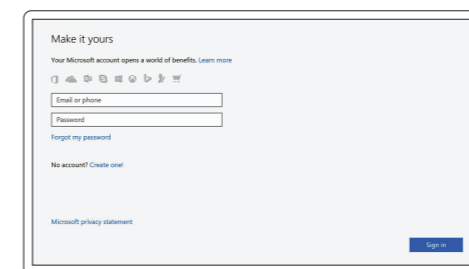 Make it yours
Your Microsoft account opens a world of benefits. Learn more
Email or phone
Password
Forgot my password
No account? Create one!
Microsoft privacy statement
Sign in